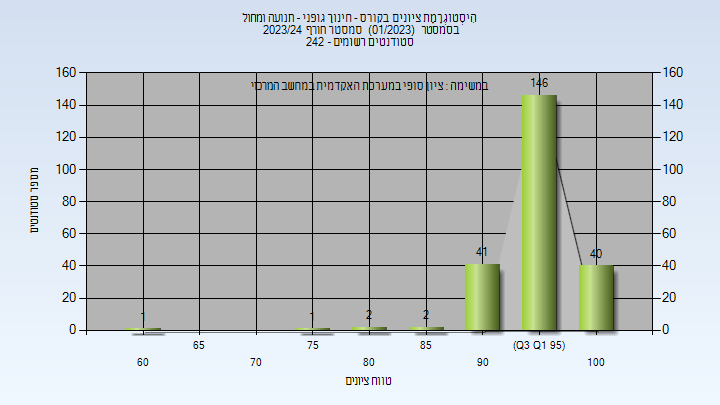 היסטוגרמת ציונים בקורס - חינוך גופני - תנועה ומחול
בסמסטר (01/2023) סמסטר חורף 2023/24
סטודנטים רשומים - 242
במשימה : ציון סופי במערכת האקדמית במחשב המרכזי
160 160
140 140
120 120
100 100
80 80
60 60
40 40
20 20
0 0
מספר סטודנטים
1 1 2 2 41 146 40
65 75 85 (Q3 Q1 95)
60 70 80 90 100
טווח ציונים